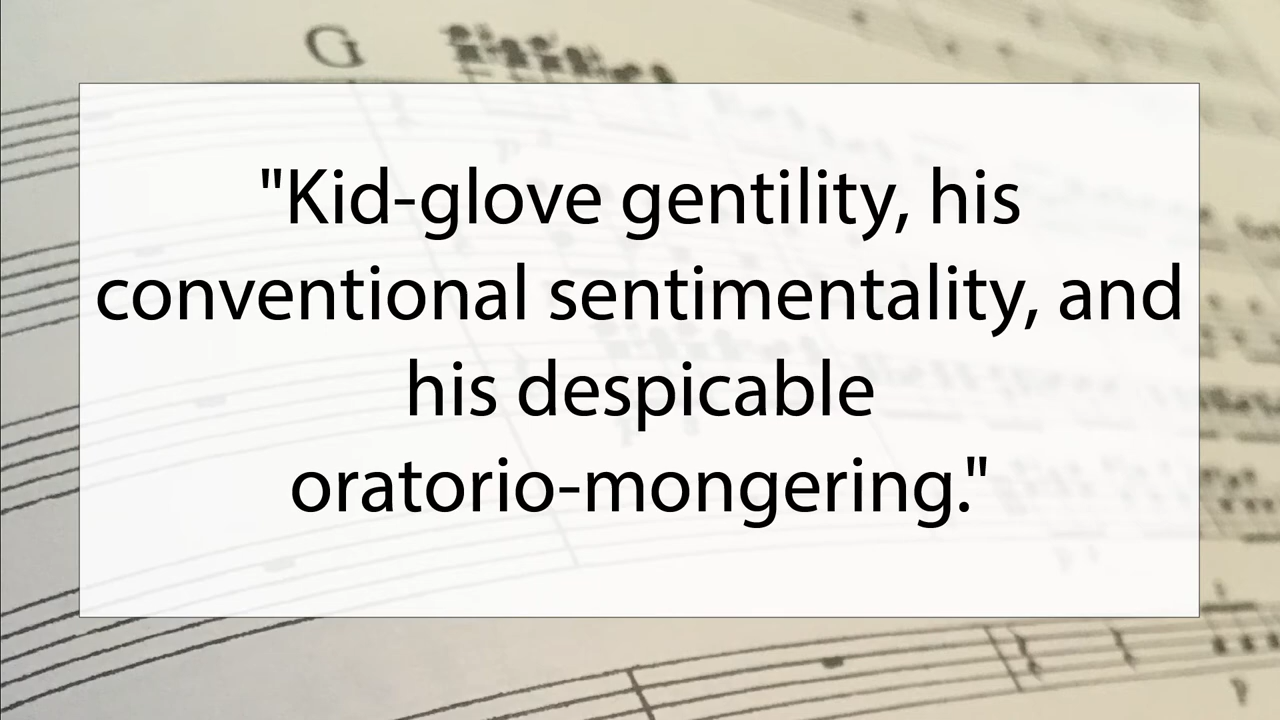 G
"Kid-glove gentility, his
conventional sentimentality, and
his despicable
oratorio-mongering."